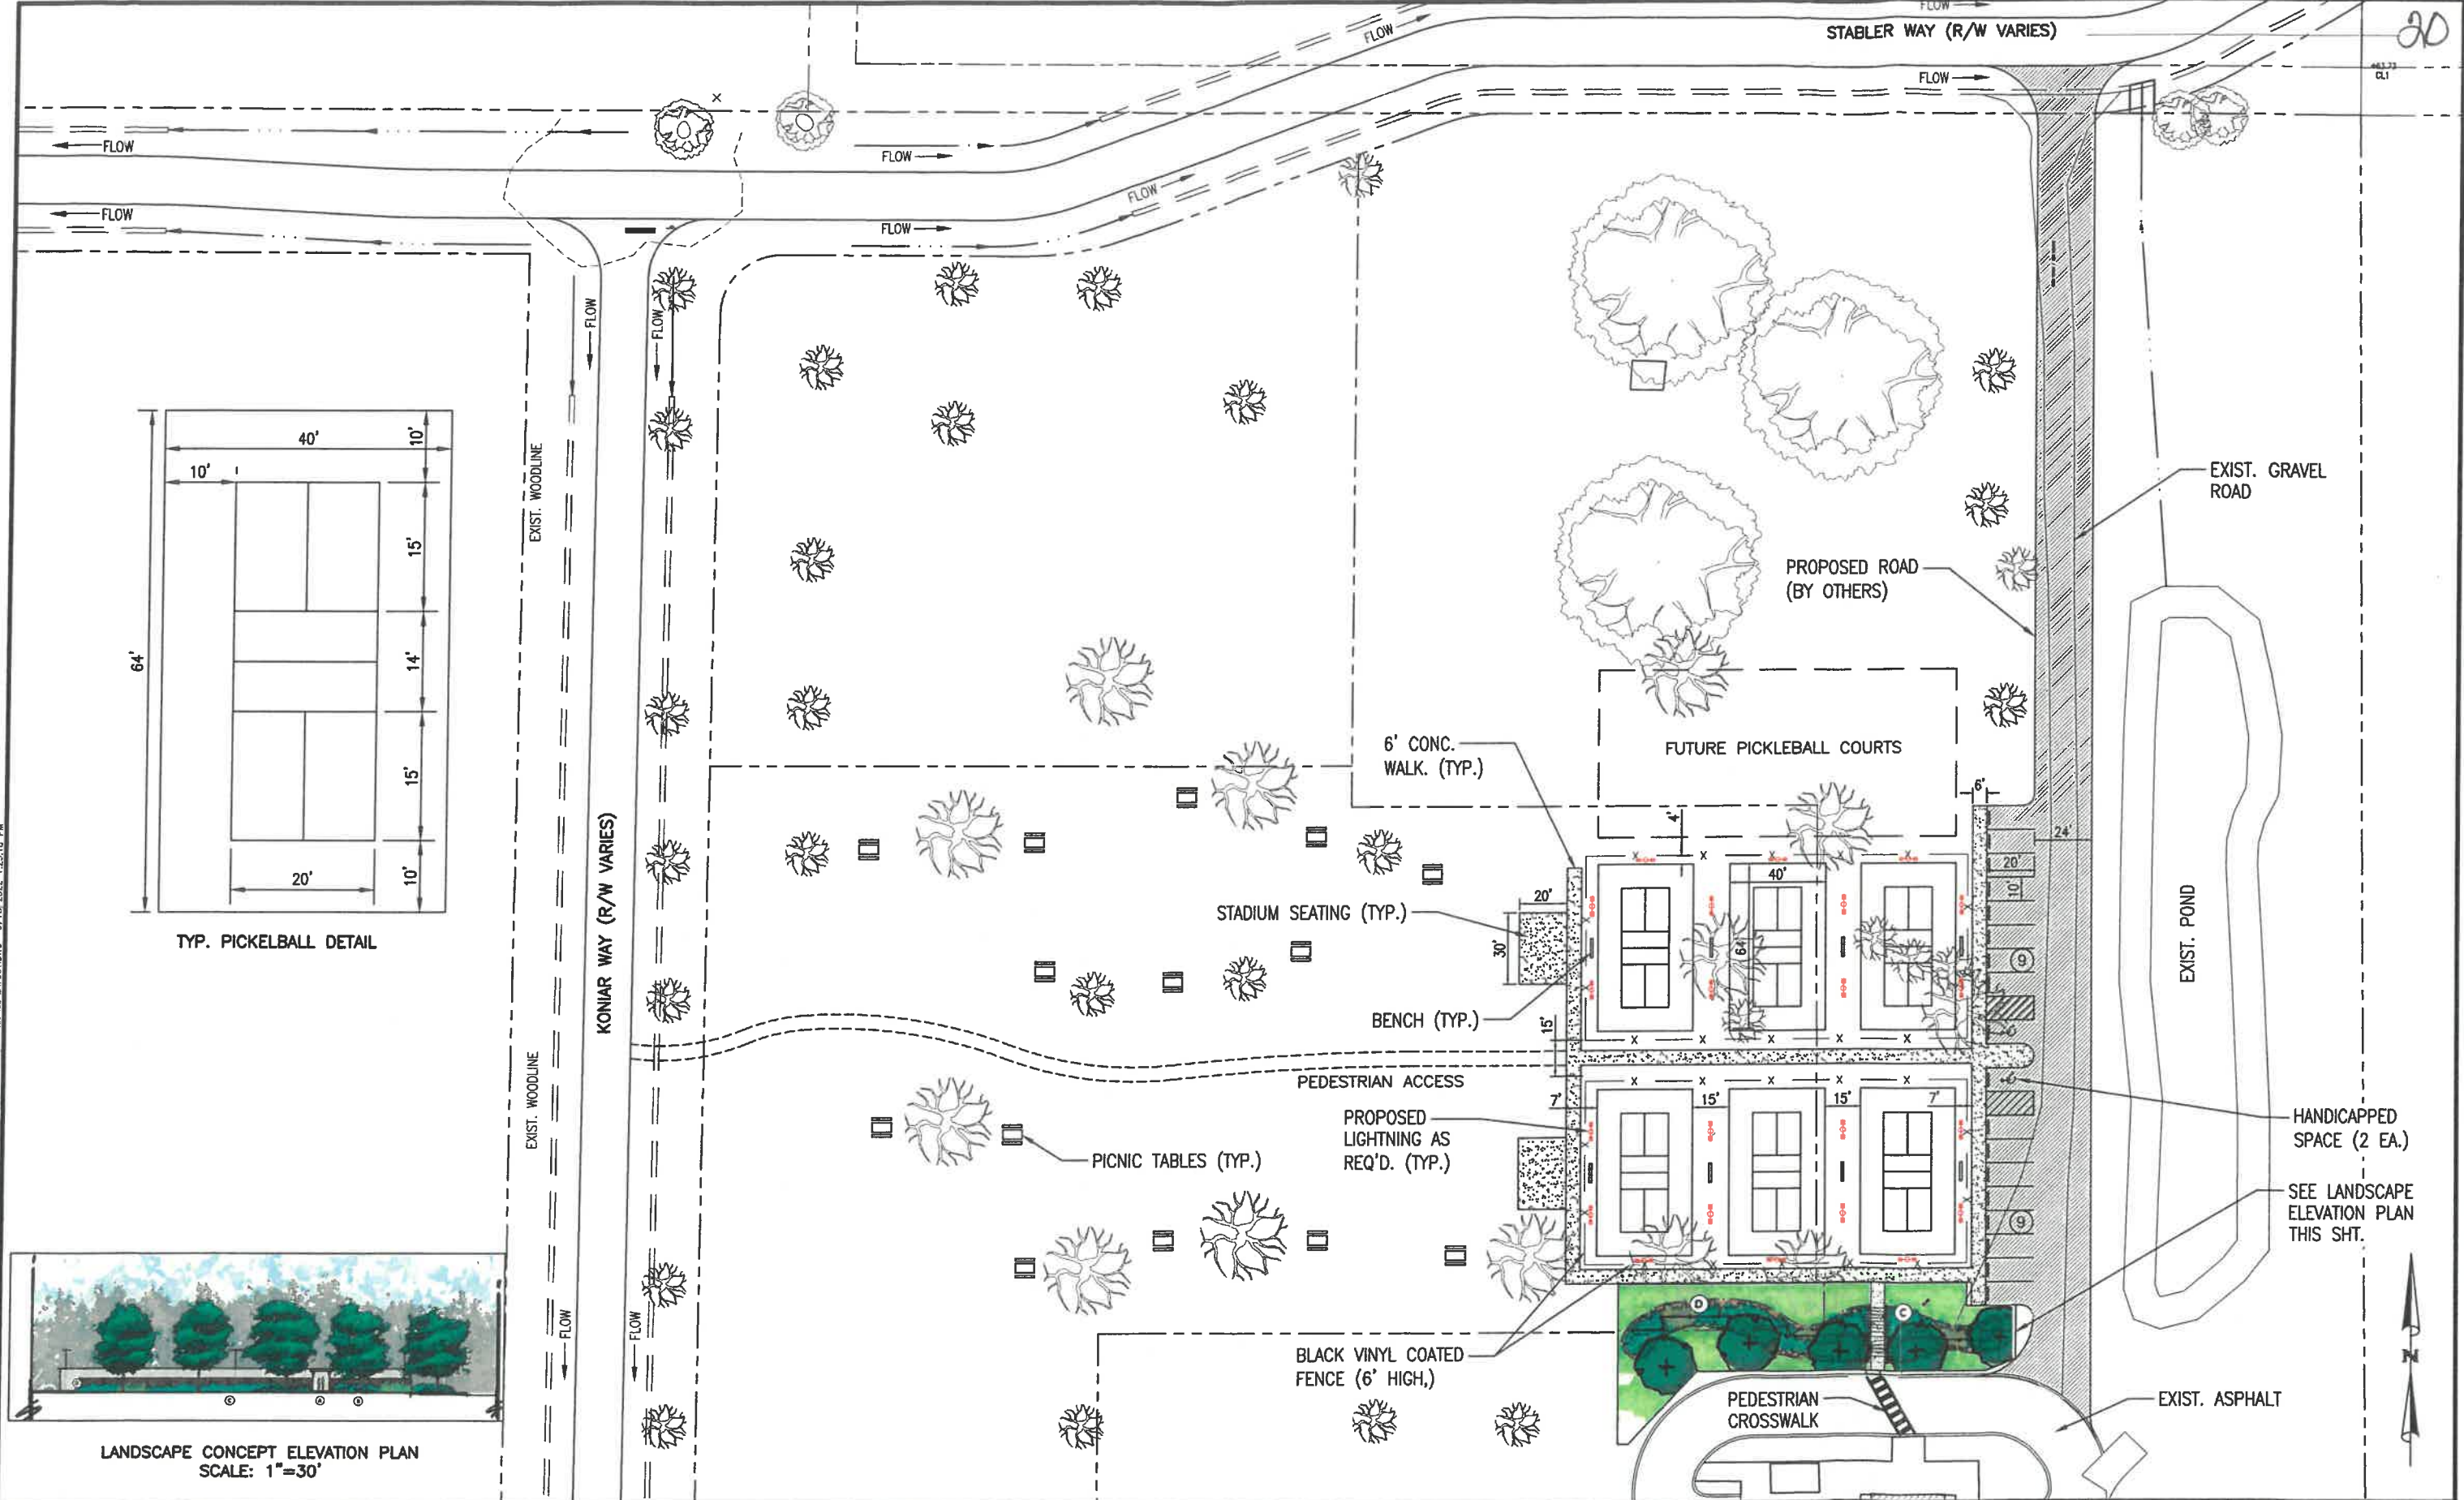 FLOW
STABLER WAY (R/W VARIES)
20
FLOW
FLOW
463.73
CL1
FLOW
FLOW
FLOW
FLOW
FLOW
FLOW
FLOW
40'
10'
10'
15'
64'
14'
15'
20'
10'
TYP. PICKELBALL DETAIL
EXIST. WOODLINE
EXIST. GRAVEL
ROAD
PROPOSED ROAD
(BY OTHERS)
FUTURE PICKLEBALL COURTS
6' CONC.
WALK. (TYP.)
6'
4'
24'
20'
10'
40'
64'
KONIAR WAY (R/W VARIES)
STADIUM SEATING (TYP.)
20'
30'
9
EXIST. POND
BENCH (TYP.)
15'
EXIST. WOODLINE
PEDESTRIAN ACCESS
7'
15'
15'
7'
PROPOSED
LIGHTNING AS
REQ'D. (TYP.)
HANDICAPPED
SPACE (2 EA.)
PICNIC TABLES (TYP.)
SEE LANDSCAPE
ELEVATION PLAN
THIS SHT.
9
FLOW
FLOW
D
C
BLACK VINYL COATED
FENCE (6' HIGH,)
N
PEDESTRIAN
CROSSWALK
EXIST. ASPHALT
C
A
B
LANDSCAPE CONCEPT ELEVATION PLAN
SCALE: 1"=30'